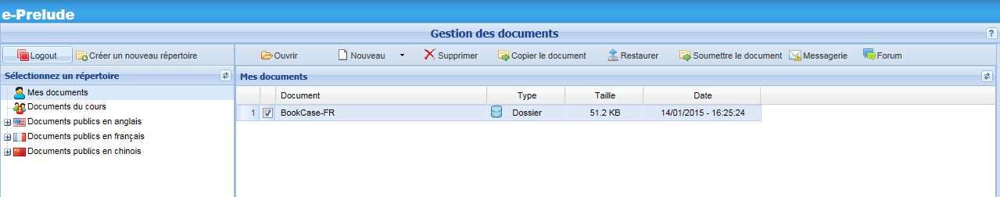 e-Prelude
Gestion des documents
?
Logout Créer un nouveau répertoire Ouvrir Nouveau Supprimer Copier le document Restaurer Soumettre le document Messagerie Forum
Sélectionnez un répertoire
Mes documents
Documents du cours
Documents publics en anglais
Documents publics en français
Documents publics en chinois
Mes documents
Document Type Taille Date
1 BookCase-FR Dossier 51.2 KB 14/01/2015 - 16:25:24